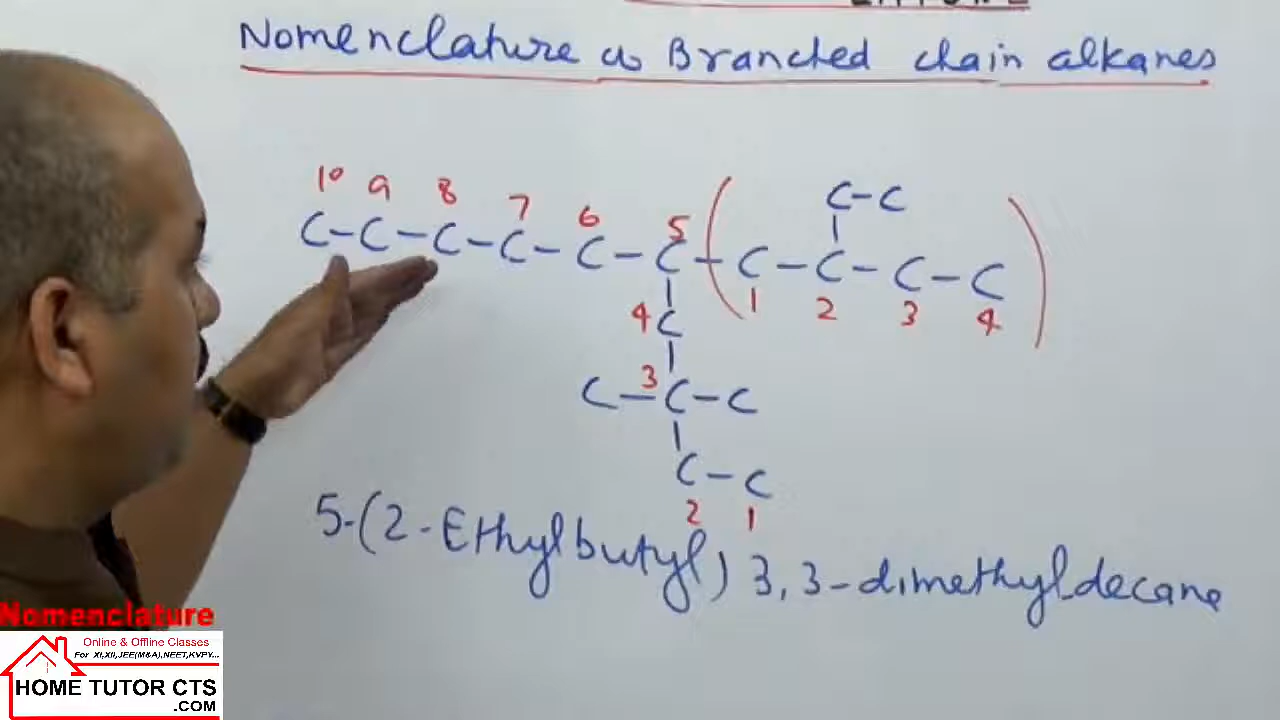 Nomenclature of Branched chain alkanes
C-C
10 9 8 7 6 5
C-C-C-C-C-C-(C-C-C-C)
1 2 3 4
4 C
C-3 C-C
C-C
2 1
5-(2-Ethylbutyl) 3,3-dimethyldecane
Nomenclature
Online & Offline Classes
For XI,XII,JEE(M&A),NEET,KVPY...
HOME TUTOR CTS
.COM